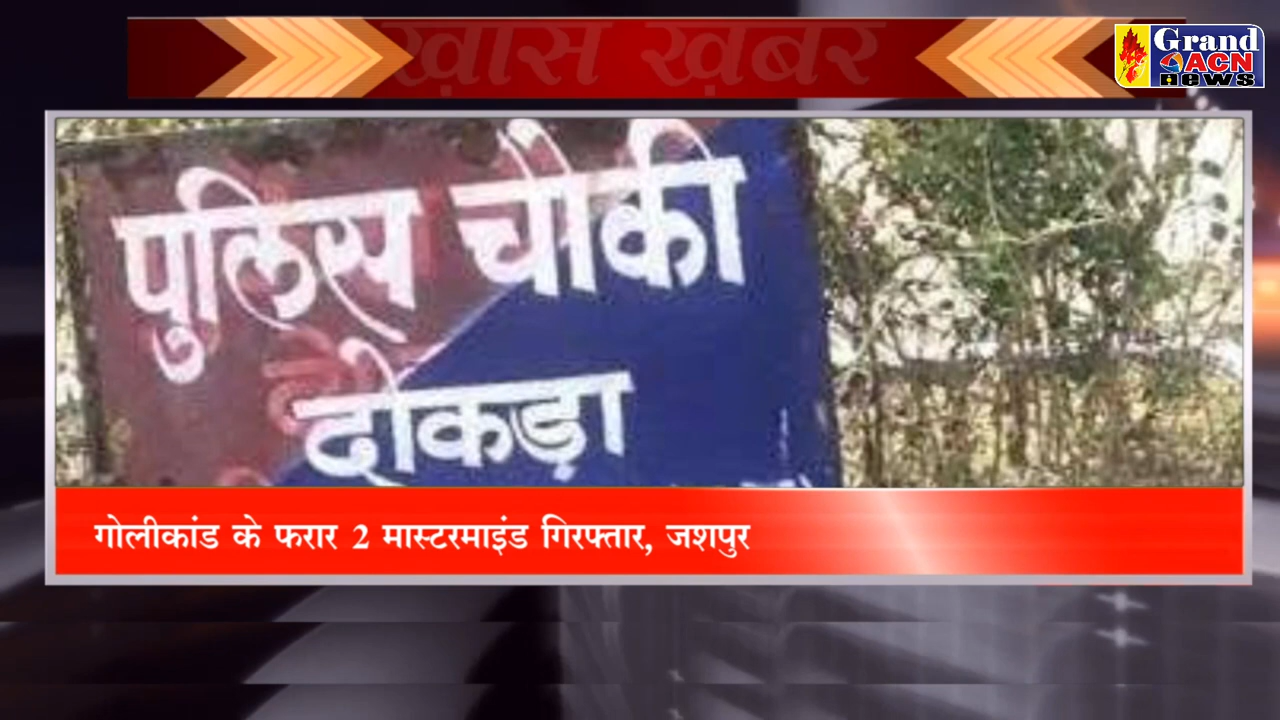 ख़ास ख़बर
Grand
ACN
news
पुलिस चौकी
दोकड़ा
गोलीकांड के फरार 2 मास्टरमाइंड गिरफ्तार, जशपुर